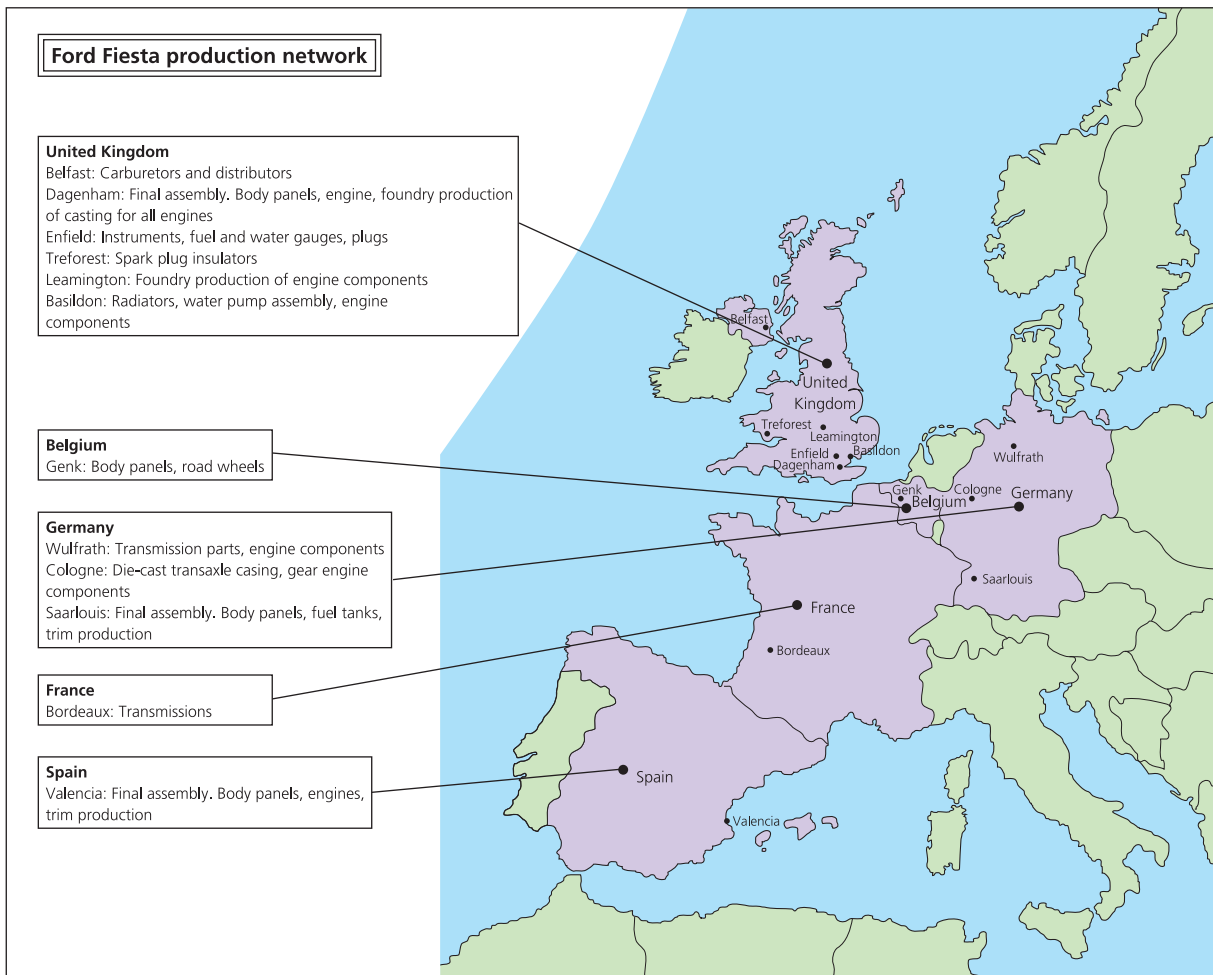 Ford Fiesta production network
United Kingdom
Belfast: Carburetors and distributors
Dagenham: Final assembly. Body panels, engine, foundry production
of casting for all engines
Enfield: Instruments, fuel and water gauges, plugs
Treforest: Spark plug insulators
Leamington: Foundry production of engine components
Basildon: Radiators, water pump assembly, engine
components
Belgium
Genk: Body panels, road wheels
Germany
Wulfrath: Transmission parts, engine components
Cologne: Die-cast transaxle casing, gear engine
components
Saarlouis: Final assembly. Body panels, fuel tanks,
trim production
France
Bordeaux: Transmissions
Spain
Valencia: Final assembly. Body panels, engines,
trim production
Belfast
United
Kingdom
Treforest
Leamington
Enfield
Basildon
Dagenham
Wulfrath
Genk
Cologne
Belgium
Germany
Saarlouis
France
Bordeaux
Spain
Valencia